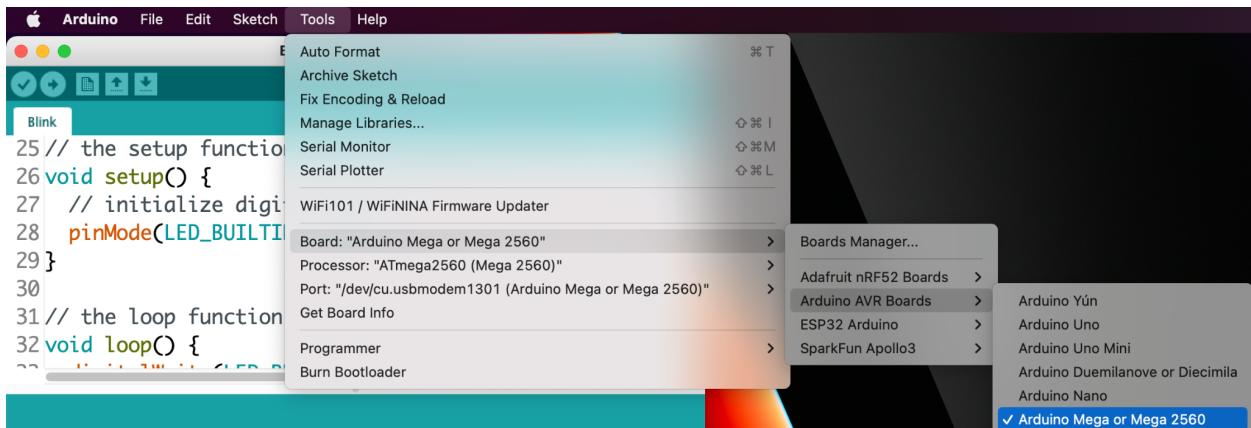 Arduino File Edit Sketch Tools Help
Auto Format ⌘ T
Archive Sketch
Fix Encoding & Reload
Manage Libraries... ⇧ ⌘ I
Serial Monitor ⇧ ⌘ M
Serial Plotter ⇧ ⌘ L
WiFi101 / WiFiNINA Firmware Updater
Board: "Arduino Mega or Mega 2560"
Processor: "ATmega2560 (Mega 2560)"
Port: "/dev/cu.usbmodem1301 (Arduino Mega or Mega 2560)"
Get Board Info
Programmer
Burn Bootloader
Boards Manager...
Adafruit nRF52 Boards
Arduino AVR Boards
ESP32 Arduino
SparkFun Apollo3
Arduino Yún
Arduino Uno
Arduino Uno Mini
Arduino Duemilanove or Diecimila
Arduino Nano
✓ Arduino Mega or Mega 2560
Blink
25 // the setup functio
26 void setup() {
27 // initialize digi
28 pinMode(LED_BUILTI
29 }
30
31 // the loop function
32 void loop() {